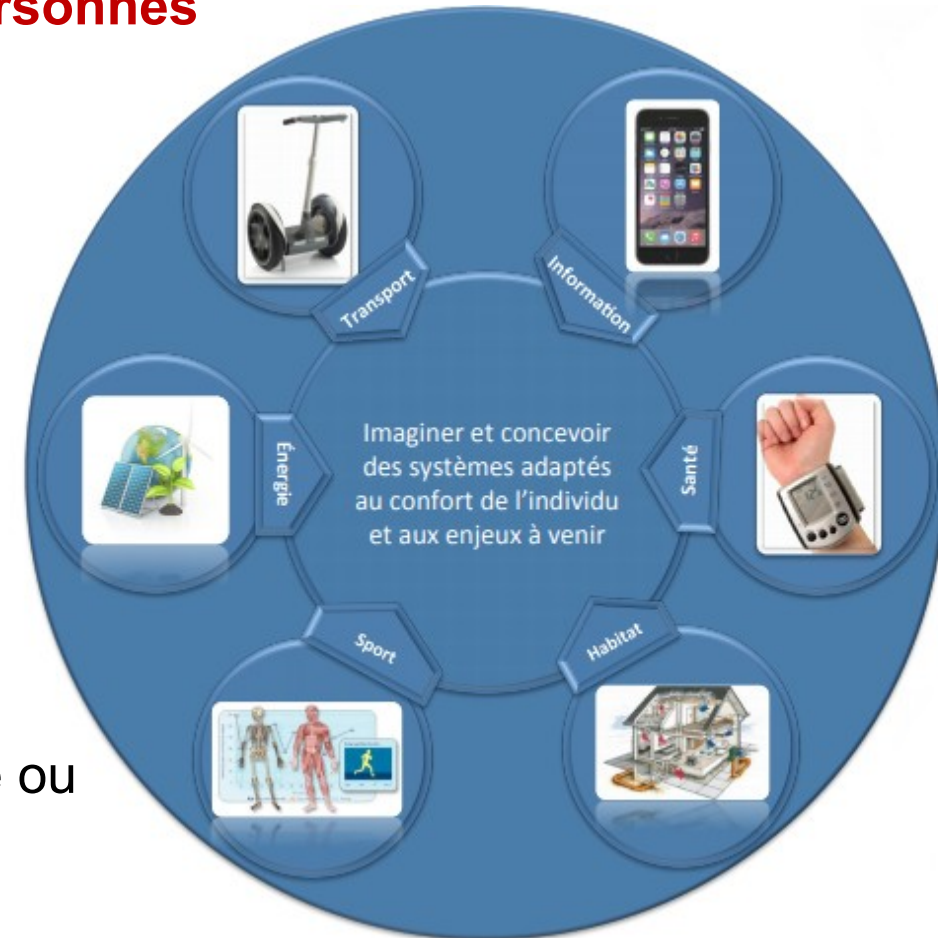 ersonnes
Transport
Information
Énergie
Imaginer et concevoir
des systèmes adaptés
au confort de l’individu
et aux enjeux à venir
Santé
Sport
Habitat
ou